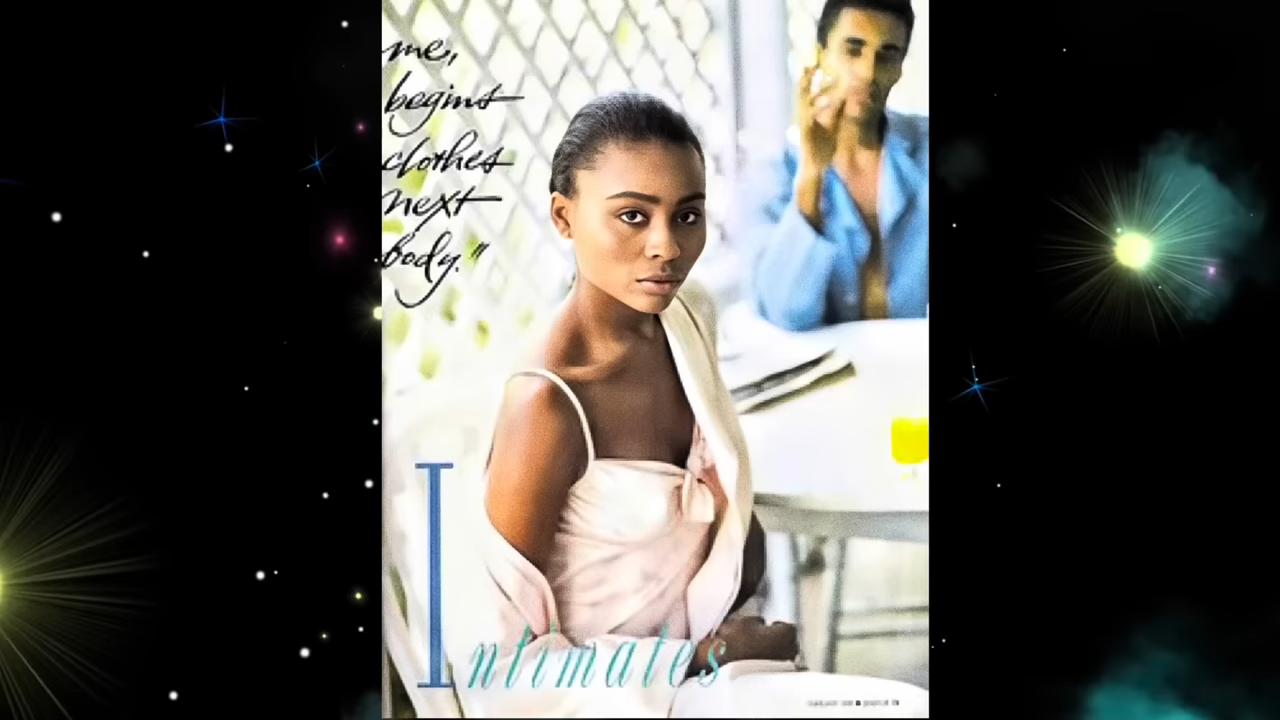 me,
begins
clothes
next
body."
Intimates